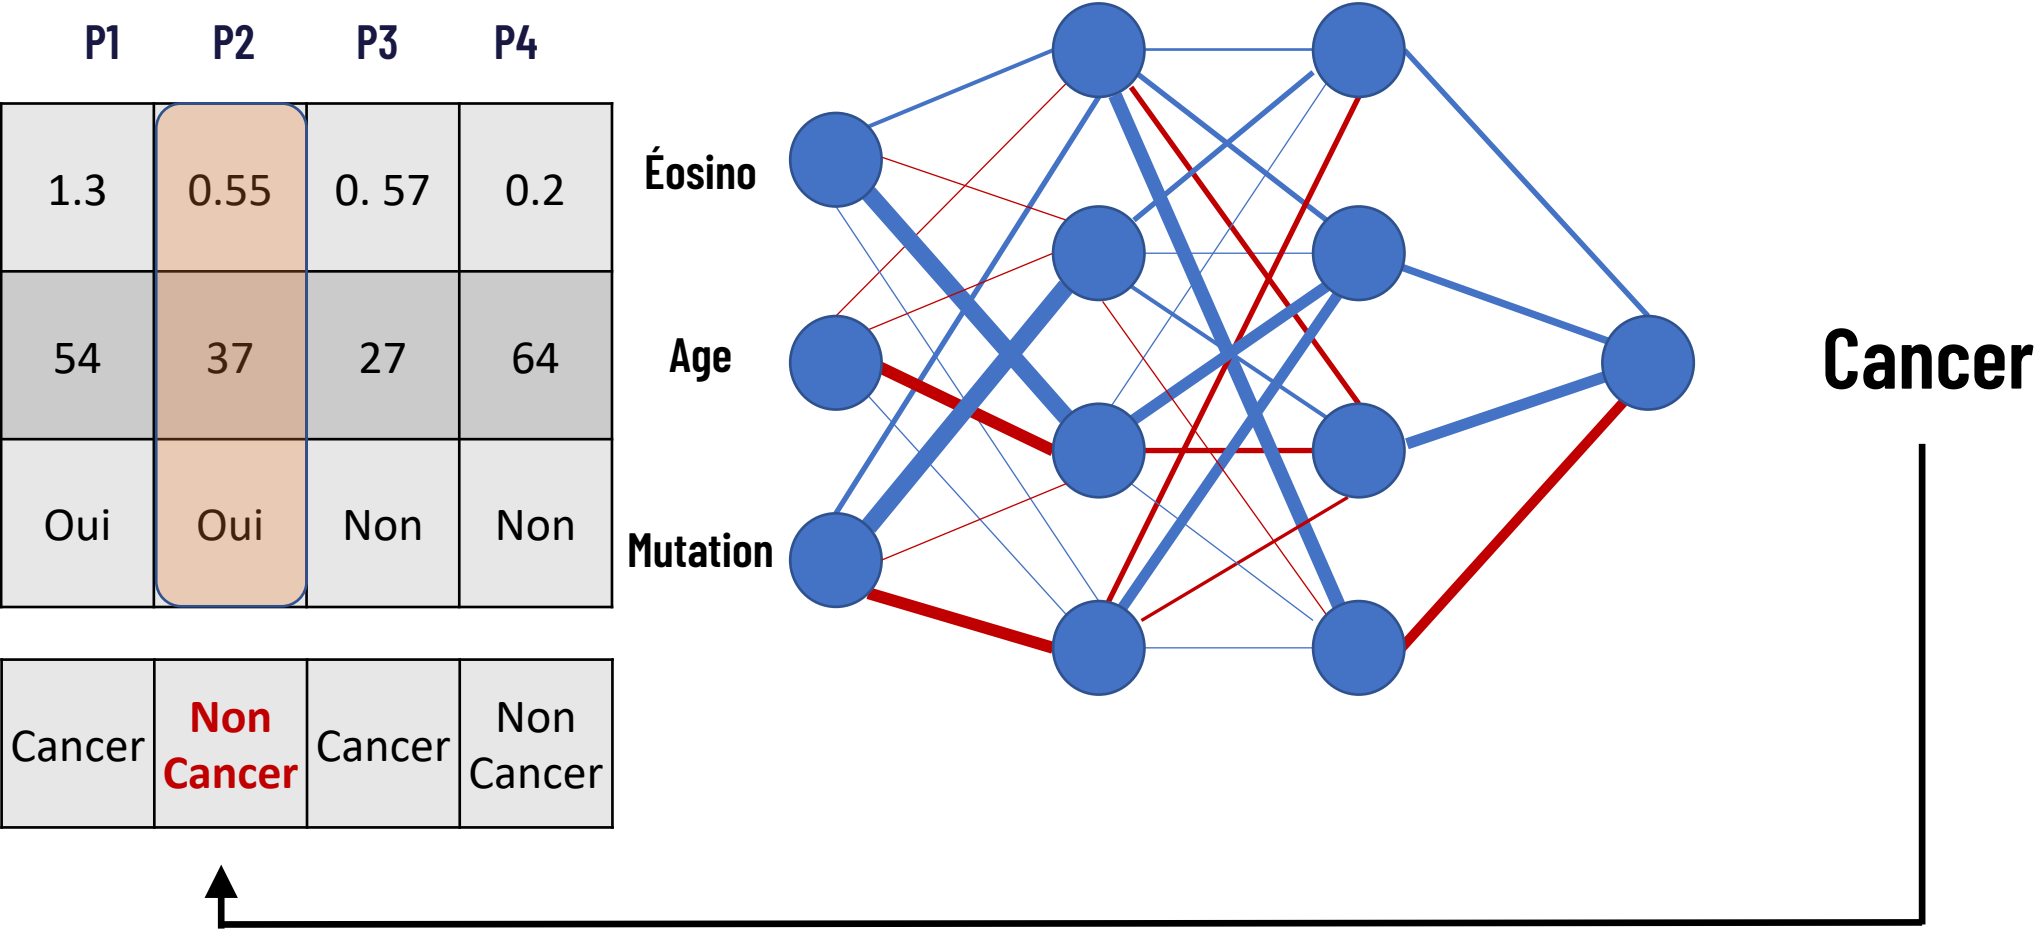 P1 P2 P3 P4
1.3 0.55 0. 57 0.2
Éosino
54 37 27 64
Age
Cancer
Oui Oui Non Non
Mutation
Cancer Non Cancer Cancer Non Cancer